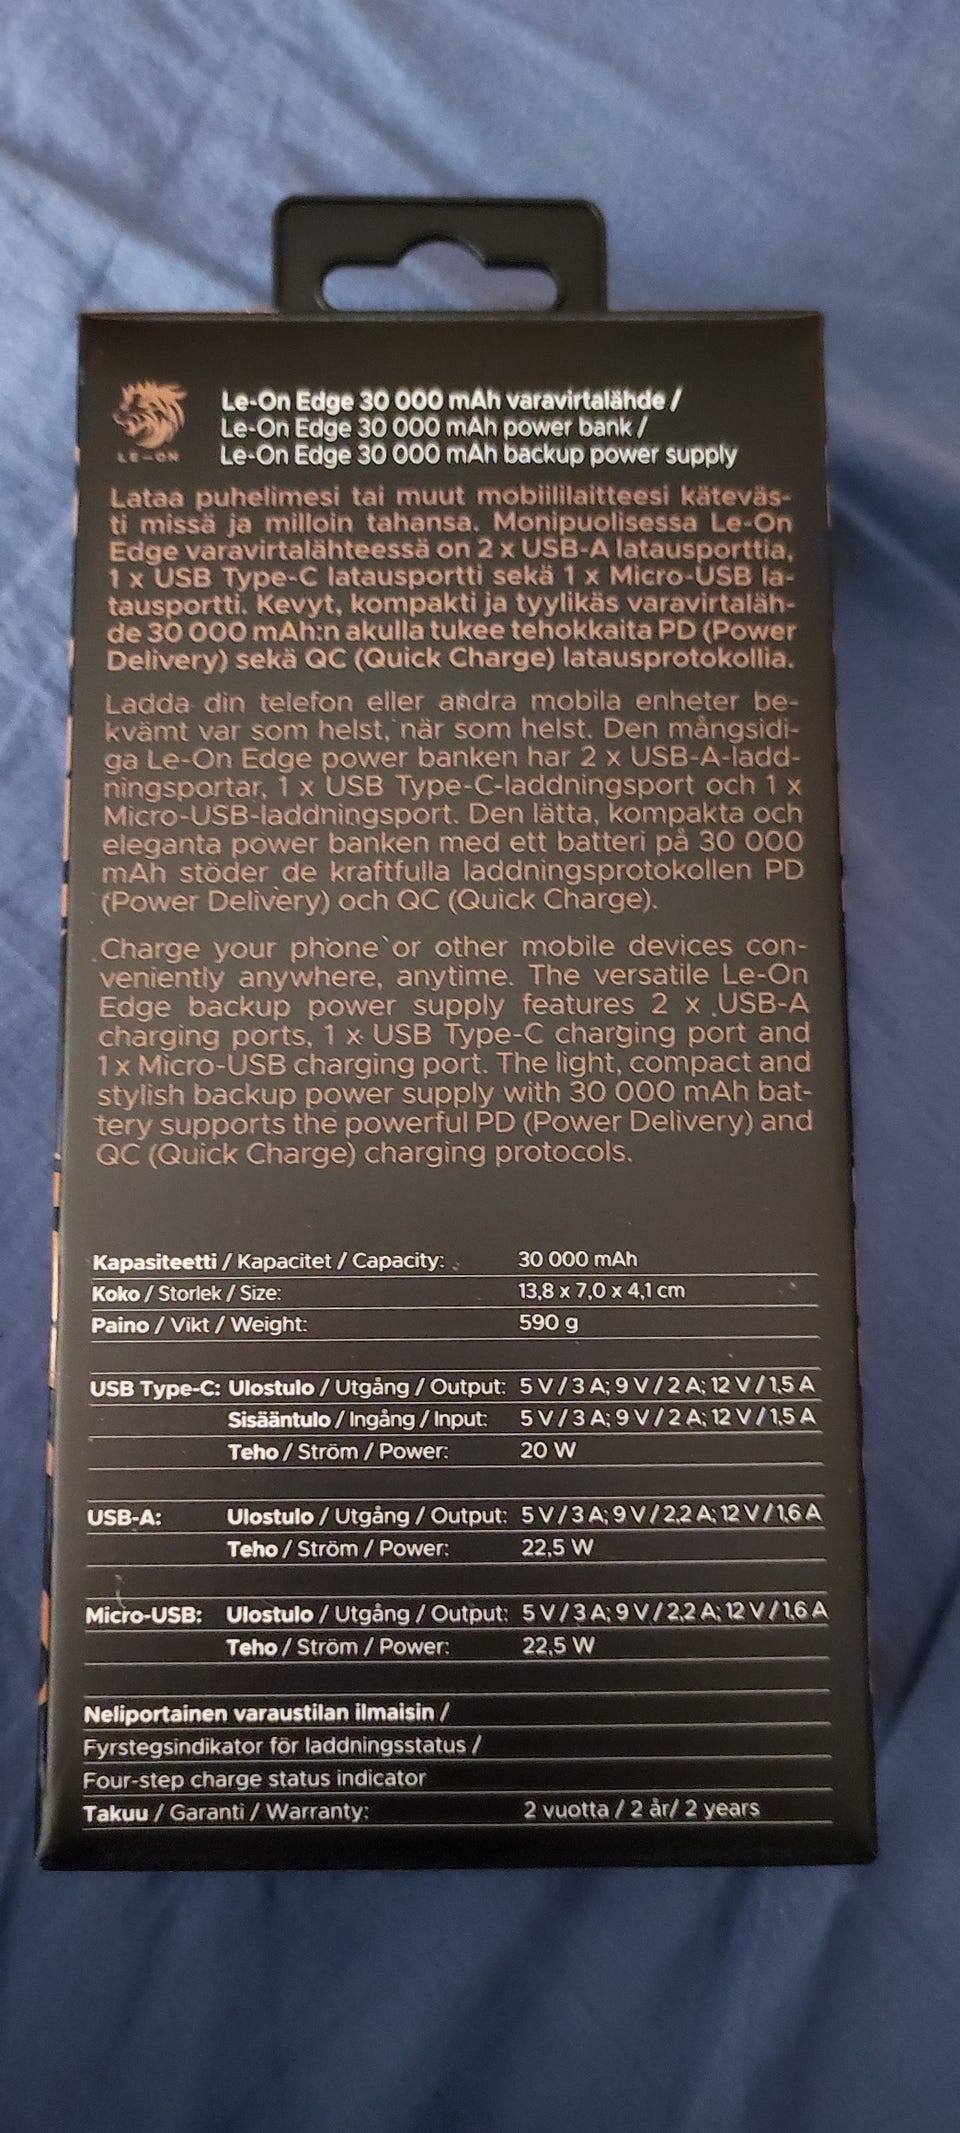 LE-ON
Le-On Edge 30 000 mAh varavirtalähde /
Le-On Edge 30 000 mAh power bank /
Le-On Edge 30 000 mAh backup power supply
Lataa puhelimesi tai muut mobiililaitteesi käteväs-
ti missä ja milloin tahansa. Monipuolisessa Le-On
Edge varavirtalähteessä on 2 x USB-A latausporttia,
1 x USB Type-C latausportti sekä 1 x Micro-USB la-
tausportti. Kevyt, kompakti ja tyylikäs varavirtaläh-
de 30 000 mAh:n akulla tukee tehokkaita PD (Power
Delivery) sekä QC (Quick Charge) latausprotokollia.
Ladda din telefon eller andra mobila enheter be-
kvämt var som helst, när som helst. Den mångsidi-
ga Le-On Edge power banken har 2 x USB-A-ladd-
ningsportar, 1 x USB Type-C-laddningsport och 1 x
Micro-USB-laddningsport. Den lätta, kompakta och
eleganta power banken med ett batteri på 30 000
mAh stöder de kraftfulla laddningsprotokollen PD
(Power Delivery) och QC (Quick Charge).
Charge your phone or other mobile devices con-
veniently anywhere, anytime. The versatile Le-On
Edge backup power supply features 2 x USB-A
charging ports, 1 x USB Type-C charging port and
1 x Micro-USB charging port. The light, compact and
stylish backup power supply with 30 000 mAh bat-
tery supports the powerful PD (Power Delivery) and
QC (Quick Charge) charging protocols.
Kapasiteetti / Kapacitet / Capacity: 30 000 mAh
Koko / Storlek / Size: 13,8 x 7,0 x 4,1 cm
Paino / Vikt / Weight: 590 g
USB Type-C: Ulostulo / Utgång / Output: 5 V / 3 A; 9 V / 2 A; 12 V / 1,5 A
Sisääntulo / Ingång / Input: 5 V / 3 A; 9 V / 2 A; 12 V / 1,5 A
Teho / Ström / Power: 20 W
USB-A: Ulostulo / Utgång / Output: 5 V / 3 A; 9 V / 2,2 A; 12 V / 1,6 A
Teho / Ström / Power: 22,5 W
Micro-USB: Ulostulo / Utgång / Output: 5 V / 3 A; 9 V / 2,2 A; 12 V / 1,6 A
Teho / Ström / Power: 22,5 W
Neliportainen varaustilan ilmaisin /
Fyrstegsindikator för laddningsstatus /
Four-step charge status indicator
Takuu / Garanti / Warranty: 2 vuotta / 2 år/ 2 years